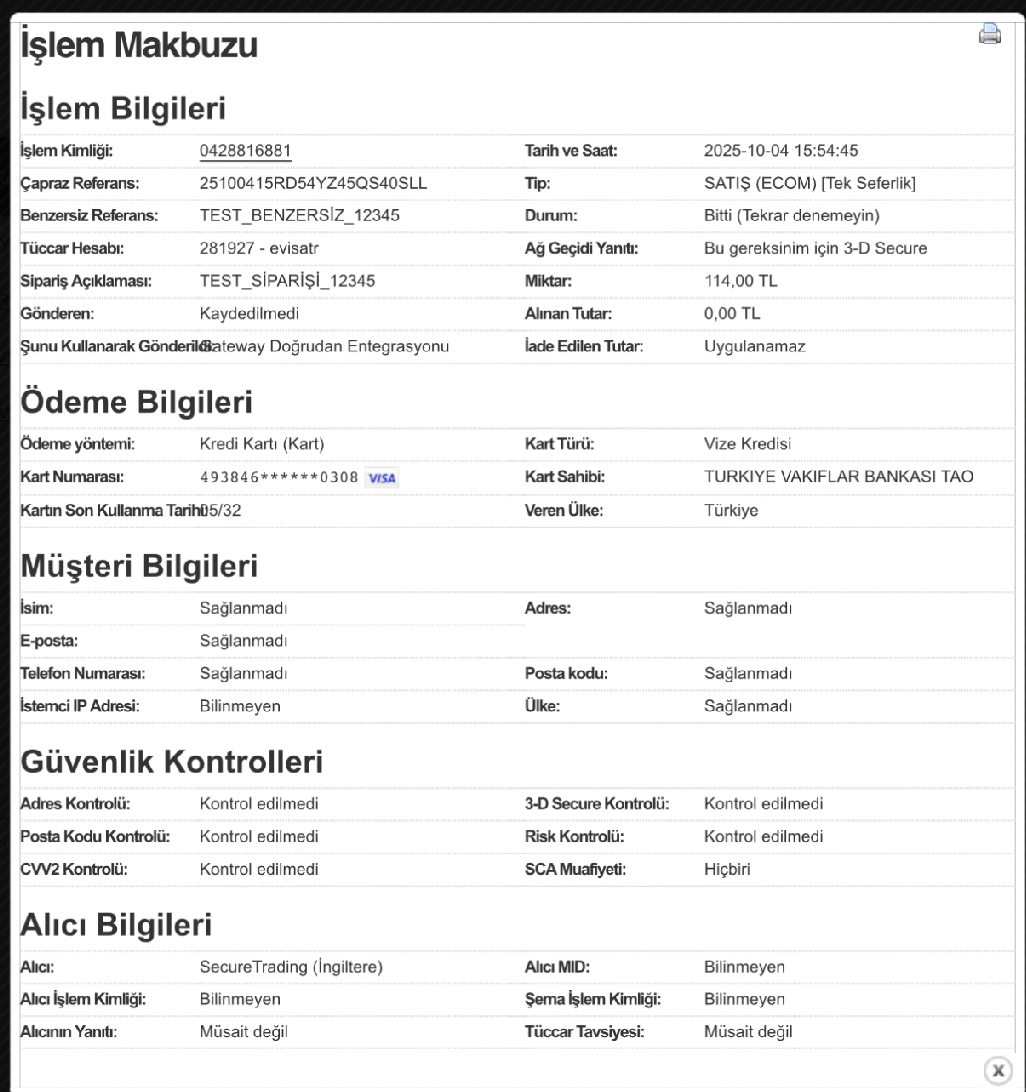 İşlem Makbuzu
İşlem Bilgileri
İşlem Kimliği: 0428816881 Tarih ve Saat: 2025-10-04 15:54:45
Çapraz Referans: 25100415RD54YZ45QS40SLL Tip: SATIŞ (ECOM) [Tek Seferlik]
Benzersiz Referans: TEST_BENZERSİZ_12345 Durum: Bitti (Tekrar denemeyin)
Tüccar Hesabı: 281927 - evisatr Ağ Geçidi Yanıtı: Bu gereksinim için 3-D Secure
Sipariş Açıklaması: TEST_SİPARİŞİ_12345 Miktar: 114,00 TL
Gönderen: Kaydedilmedi Alınan Tutar: 0,00 TL
Şunu Kullanarak Gönderildi: Gateway Doğrudan Entegrasyonu İade Edilen Tutar: Uygulanamaz
Ödeme Bilgileri
Ödeme yöntemi: Kredi Kartı (Kart) Kart Türü: Vize Kredisi
Kart Numarası: 493846******0308 VISA Kart Sahibi: TURKIYE VAKIFLAR BANKASI TAO
Kartın Son Kullanma Tarihi: 05/32 Veren Ülke: Türkiye
Müşteri Bilgileri
İsim: Sağlanmadı Adres: Sağlanmadı
E-posta: Sağlanmadı
Telefon Numarası: Sağlanmadı Posta kodu: Sağlanmadı
İstemci IP Adresi: Bilinmeyen Ülke: Sağlanmadı
Güvenlik Kontrolleri
Adres Kontrolü: Kontrol edilmedi 3-D Secure Kontrolü: Kontrol edilmedi
Posta Kodu Kontrolü: Kontrol edilmedi Risk Kontrolü: Kontrol edilmedi
CVV2 Kontrolü: Kontrol edilmedi SCA Muafiyeti: Hiçbiri
Alıcı Bilgileri
Alıcı: SecureTrading (İngiltere) Alıcı MID: Bilinmeyen
Alıcı İşlem Kimliği: Bilinmeyen Şema İşlem Kimliği: Bilinmeyen
Alıcının Yanıtı: Müsait değil Tüccar Tavsiyesi: Müsait değil